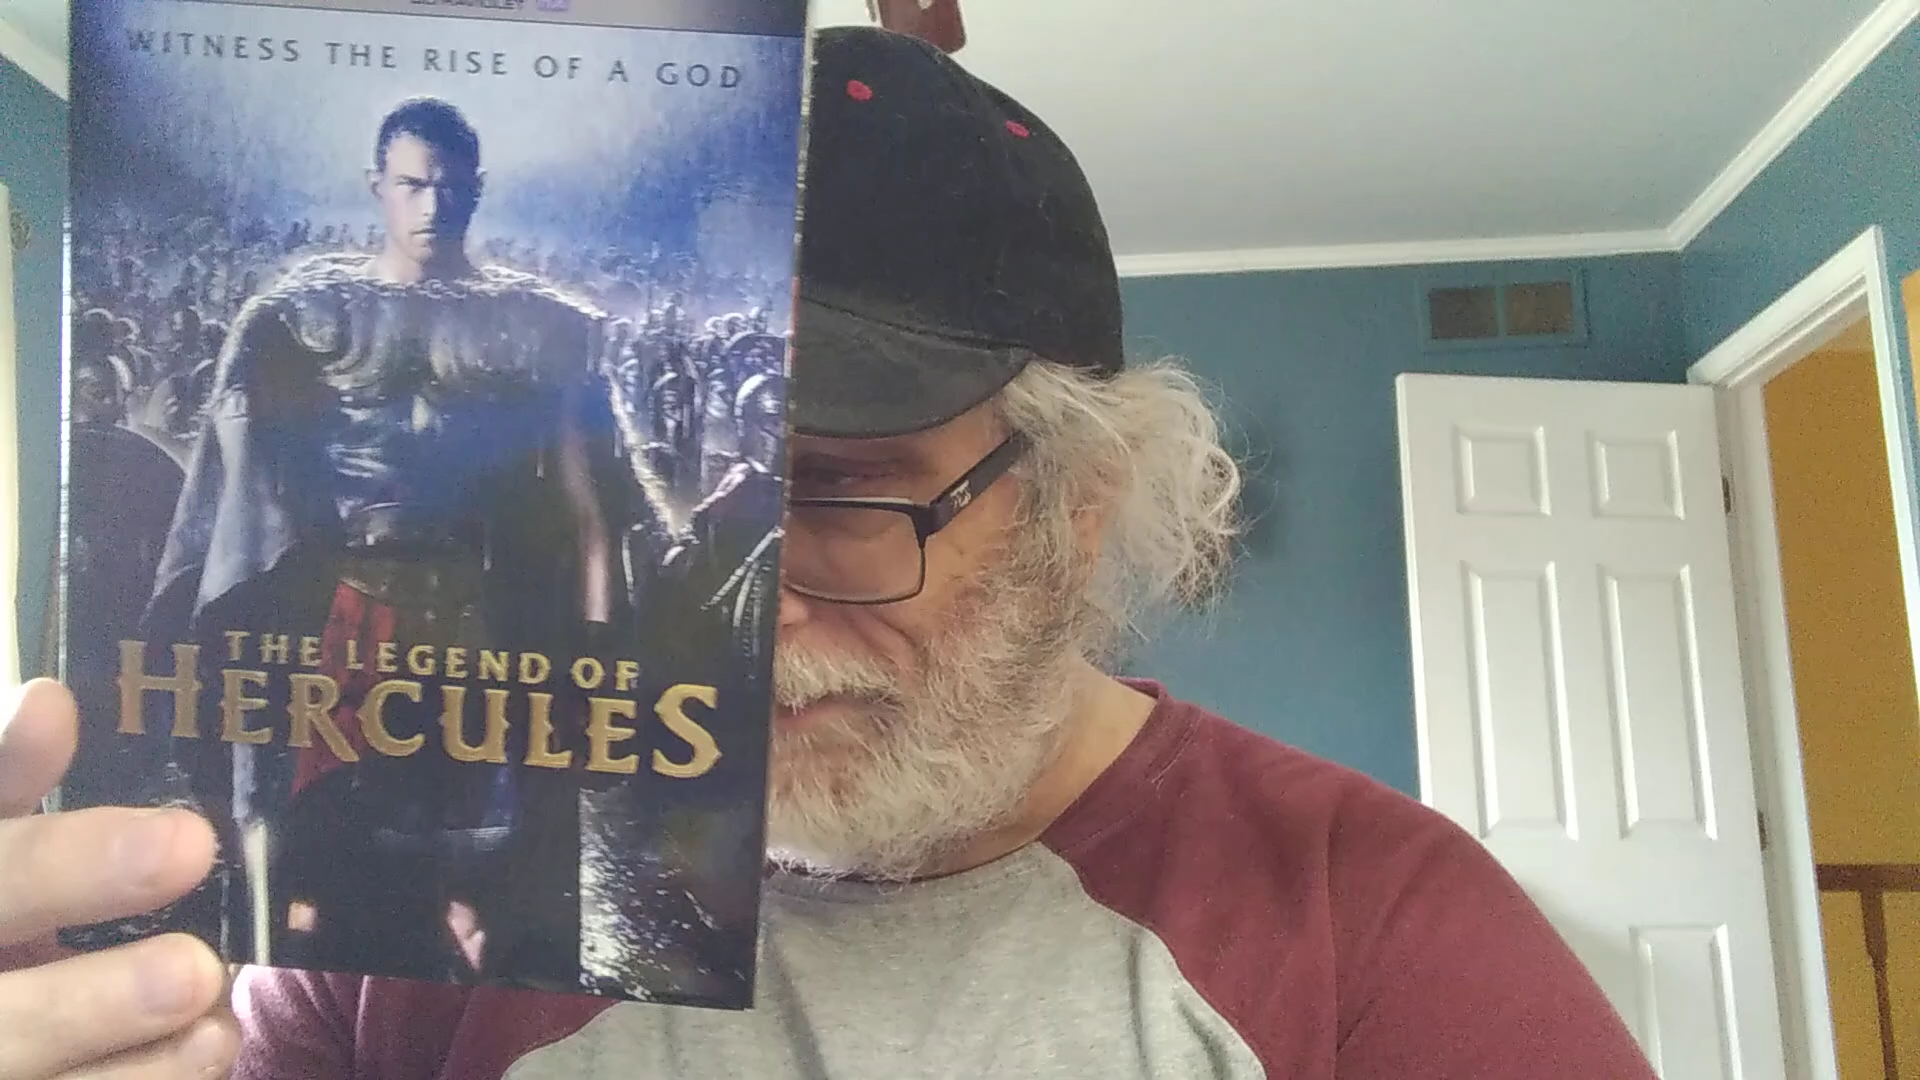 WITNESS THE RISE OF A GOD
THE LEGEND OF
HERCULES